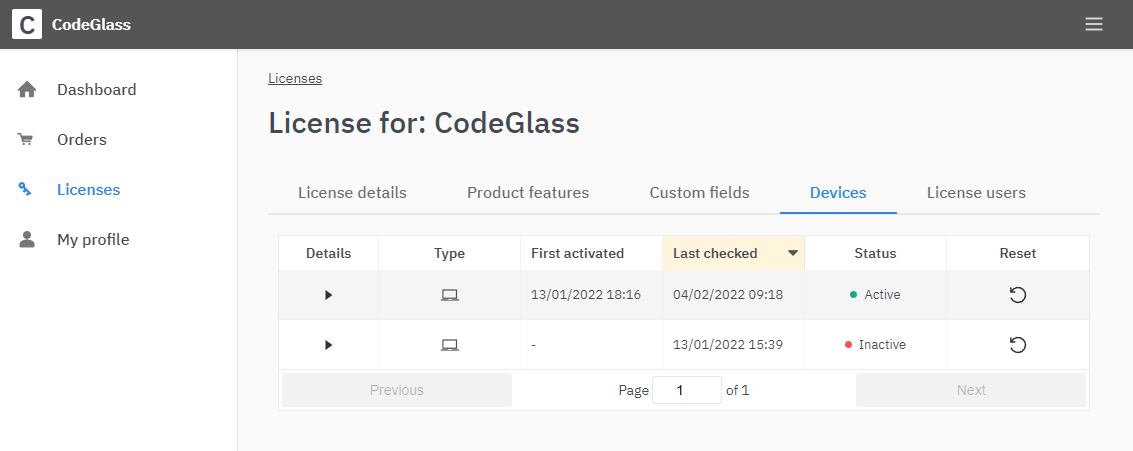 C CodeGlass
Dashboard
Orders
Licenses
My profile
Licenses
License for: CodeGlass
License details Product features Custom fields Devices License users
Details Type First activated Last checked Status Reset
13/01/2022 18:16 04/02/2022 09:18 Active
- 13/01/2022 15:39 Inactive
Previous Page 1 of 1 Next